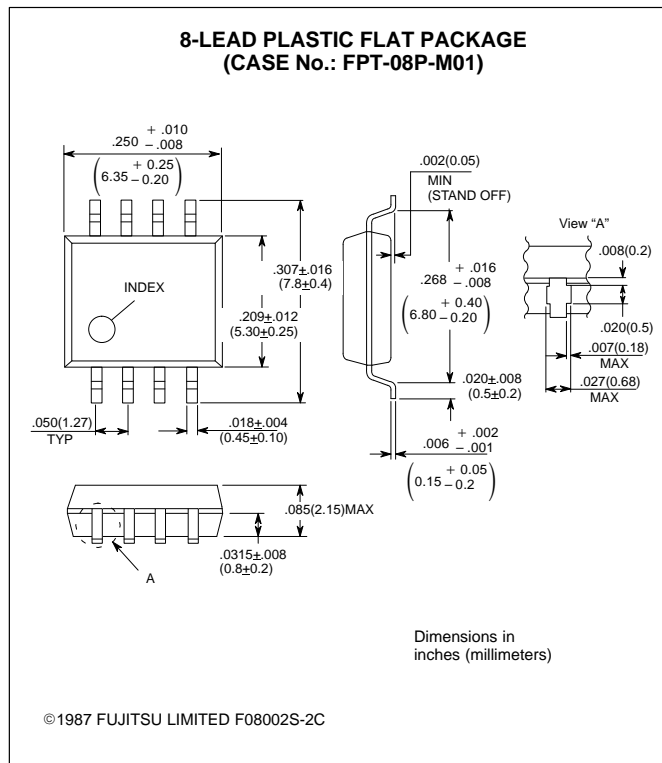 8-LEAD PLASTIC FLAT PACKAGE
(CASE No.: FPT-08P-M01)
.250 + .010 – .008
(6.35 + 0.25 – 0.20)
.002(0.05)
MIN
(STAND OFF)
View “A”
.008(0.2)
INDEX
.307±.016
(7.8±0.4)
.268 + .016 – .008
(6.80 + 0.40 – 0.20)
.209±.012
(5.30±0.25)
.020(0.5)
.007(0.18)
MAX
.027(0.68)
MAX
.020±.008
(0.5±0.2)
.050(1.27)
TYP
.018±.004
(0.45±0.10)
.006 + .002 – .001
(0.15 + 0.05 – 0.2)
.085(2.15)MAX
.0315±.008
(0.8±0.2)
A
Dimensions in
inches (millimeters)
©1987 FUJITSU LIMITED F08002S-2C